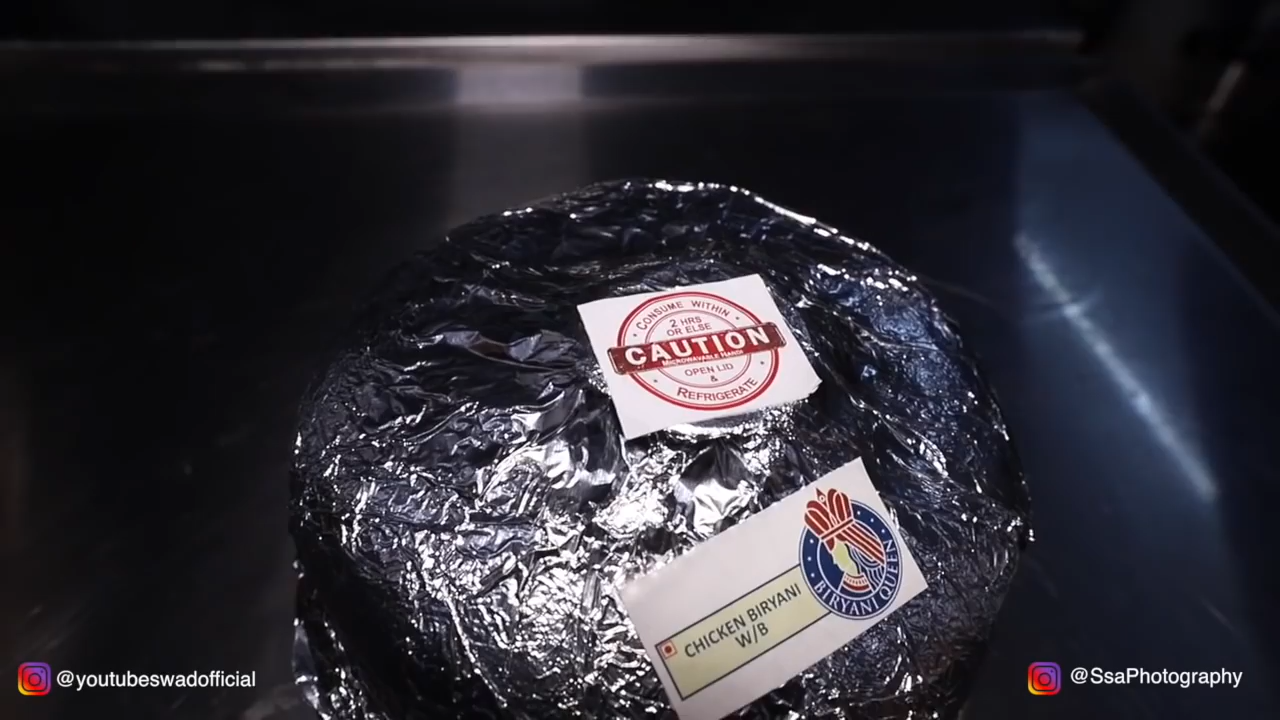 CONSUME WITHIN
2 HRS
OR ELSE
CAUTION
MICROWAVABLE HANDI
OPEN LID
&
REFRIGERATE
BIRYANI QUEEN
CHICKEN BIRYANI
W/B
@youtubeswadofficial
@SsaPhotography